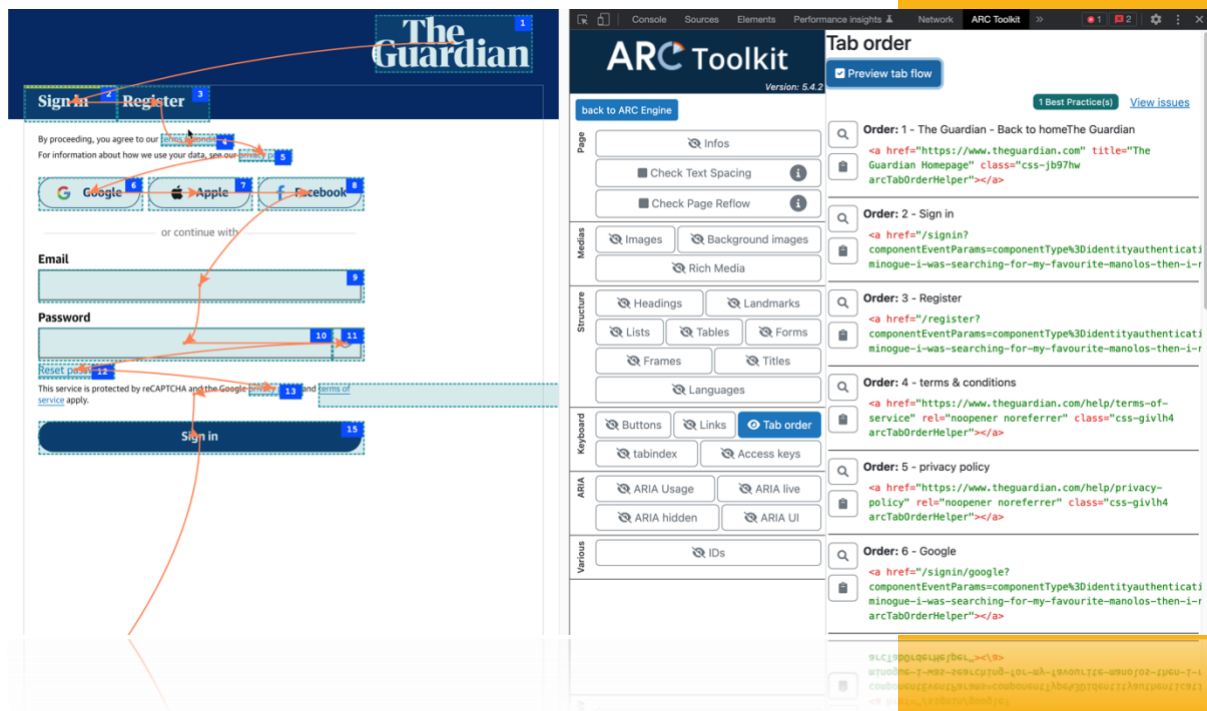 The
Guardian
1
Sign in
2
Register
3
By proceeding, you agree to our terms
4
For information about how we use your data, see our privacy
5
Google
6
Apple
7
Facebook
8
or continue with
Email
9
Password
10
11
Reset
12
This service is protected by reCAPTCHA and the Google
13
and terms of
service apply.
Sign in
15
Console
Sources
Elements
Performance insights
Network
ARC Toolkit
»
1
2
ARC Toolkit
Version: 5.4.2
back to ARC Engine
Page
Infos
Check Text Spacing
Check Page Reflow
Medias
Images
Background images
Rich Media
Structure
Headings
Landmarks
Lists
Tables
Forms
Frames
Titles
Languages
Keyboard
Buttons
Links
Tab order
tabindex
Access keys
ARIA
ARIA Usage
ARIA live
ARIA hidden
ARIA UI
Various
IDs
Tab order
Preview tab flow
1 Best Practice(s)
View issues
Order: 1 - The Guardian - Back to homeThe Guardian
<a href="https://www.theguardian.com" title="The
Guardian Homepage" class="css-jb97hw
arcTabOrderHelper"></a>
Order: 2 - Sign in
<a href="/signin?
componentEventParams=componentType%3Didentityauthenticati
minogue-i-was-searching-for-my-favourite-manolos-then-i-r
Order: 3 - Register
<a href="/register?
componentEventParams=componentType%3Didentityauthenticati
minogue-i-was-searching-for-my-favourite-manolos-then-i-r
Order: 4 - terms & conditions
<a href="https://www.theguardian.com/help/terms-of-
service" rel="noopener noreferrer" class="css-givlh4
arcTabOrderHelper"></a>
Order: 5 - privacy policy
<a href="https://www.theguardian.com/help/privacy-
policy" rel="noopener noreferrer" class="css-givlh4
arcTabOrderHelper"></a>
Order: 6 - Google
<a href="/signin/google?
componentEventParams=componentType%3Didentityauthenticati
minogue-i-was-searching-for-my-favourite-manolos-then-i-r
arcTabOrderHelper"></a>